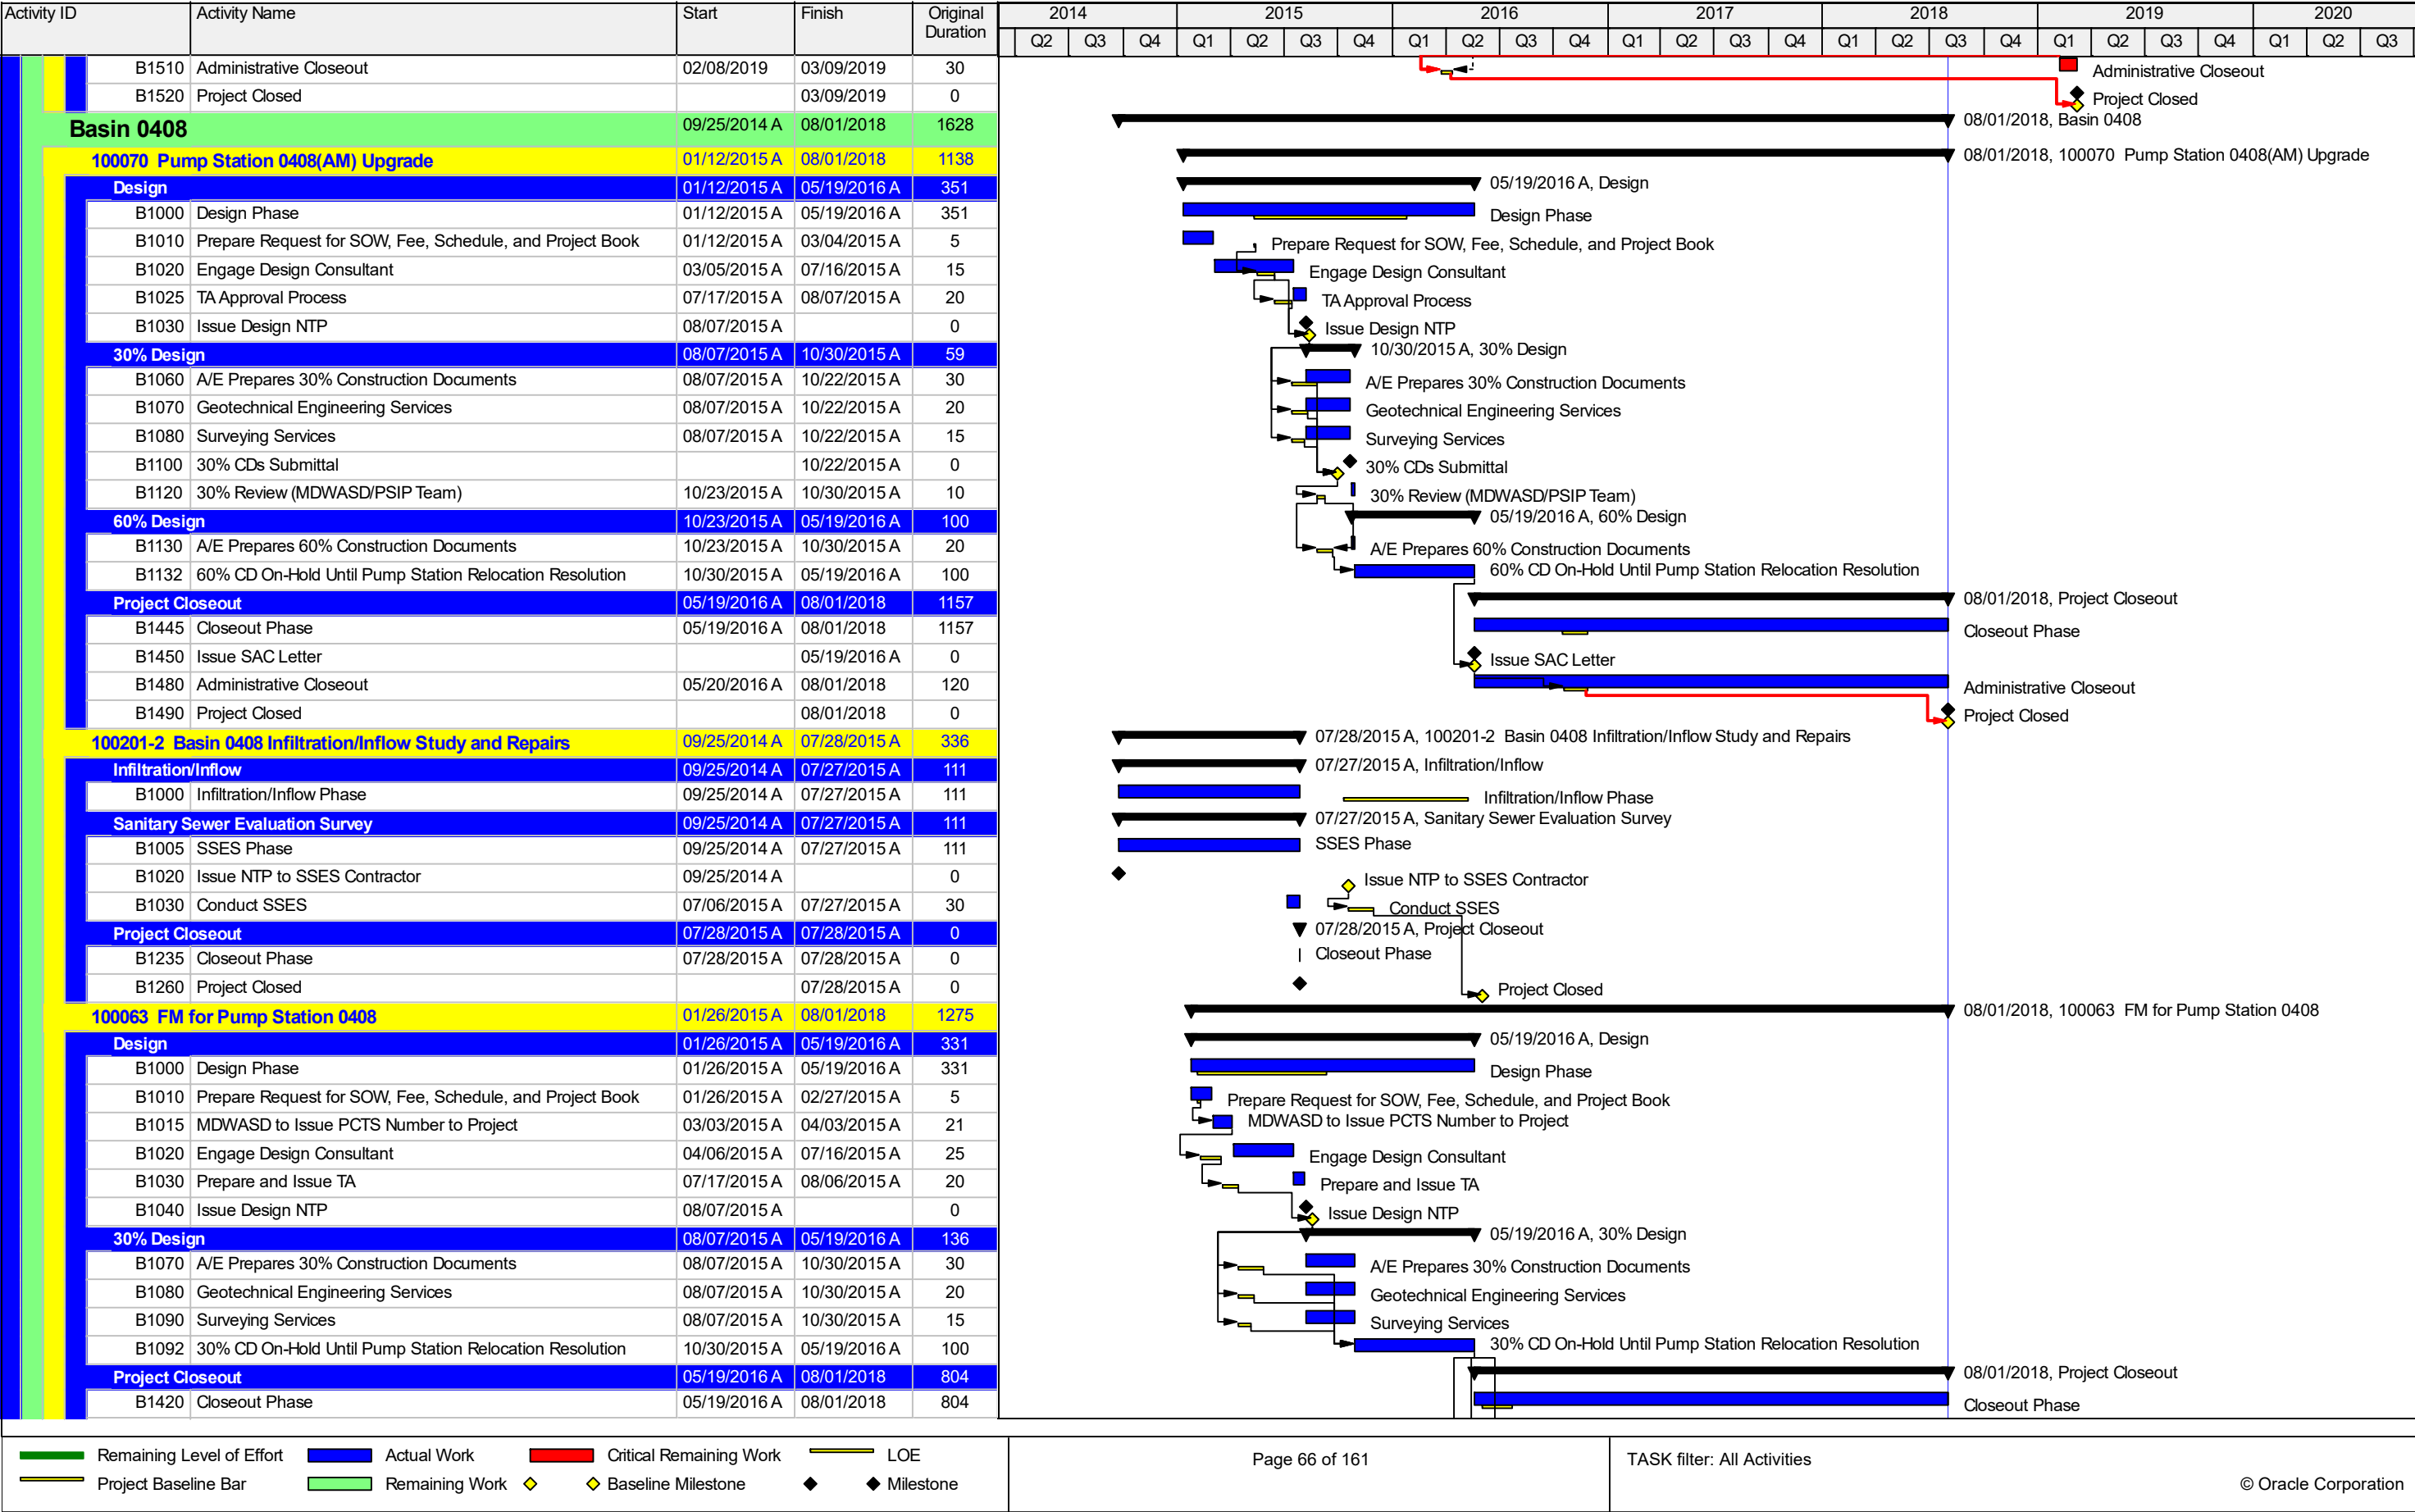 Activity ID Activity Name Start Finish Original Duration 2014 2015 2016 2017 2018 2019 2020
Q2 Q3 Q4 Q1 Q2 Q3 Q4 Q1 Q2 Q3 Q4 Q1 Q2 Q3 Q4 Q1 Q2 Q3 Q4 Q1 Q2 Q3 Q4 Q1 Q2 Q3
B1510 Administrative Closeout 02/08/2019 03/09/2019 30 Administrative Closeout
B1520 Project Closed 03/09/2019 0 Project Closed
Basin 0408 09/25/2014 A 08/01/2018 1628 08/01/2018, Basin 0408
100070 Pump Station 0408(AM) Upgrade 01/12/2015 A 08/01/2018 1138 08/01/2018, 100070 Pump Station 0408(AM) Upgrade
Design 01/12/2015 A 05/19/2016 A 351 05/19/2016 A, Design
B1000 Design Phase 01/12/2015 A 05/19/2016 A 351 Design Phase
B1010 Prepare Request for SOW, Fee, Schedule, and Project Book 01/12/2015 A 03/04/2015 A 5 Prepare Request for SOW, Fee, Schedule, and Project Book
B1020 Engage Design Consultant 03/05/2015 A 07/16/2015 A 15 Engage Design Consultant
B1025 TA Approval Process 07/17/2015 A 08/07/2015 A 20 TA Approval Process
B1030 Issue Design NTP 08/07/2015 A 0 Issue Design NTP
30% Design 08/07/2015 A 10/30/2015 A 59 10/30/2015 A, 30% Design
B1060 A/E Prepares 30% Construction Documents 08/07/2015 A 10/22/2015 A 30 A/E Prepares 30% Construction Documents
B1070 Geotechnical Engineering Services 08/07/2015 A 10/22/2015 A 20 Geotechnical Engineering Services
B1080 Surveying Services 08/07/2015 A 10/22/2015 A 15 Surveying Services
B1100 30% CDs Submittal 10/22/2015 A 0 30% CDs Submittal
B1120 30% Review (MDWASD/PSIP Team) 10/23/2015 A 10/30/2015 A 10 30% Review (MDWASD/PSIP Team)
60% Design 10/23/2015 A 05/19/2016 A 100 05/19/2016 A, 60% Design
B1130 A/E Prepares 60% Construction Documents 10/23/2015 A 10/30/2015 A 20 A/E Prepares 60% Construction Documents
B1132 60% CD On-Hold Until Pump Station Relocation Resolution 10/30/2015 A 05/19/2016 A 100 60% CD On-Hold Until Pump Station Relocation Resolution
Project Closeout 05/19/2016 A 08/01/2018 1157 08/01/2018, Project Closeout
B1445 Closeout Phase 05/19/2016 A 08/01/2018 1157 Closeout Phase
B1450 Issue SAC Letter 05/19/2016 A 0 Issue SAC Letter
B1480 Administrative Closeout 05/20/2016 A 08/01/2018 120 Administrative Closeout
B1490 Project Closed 08/01/2018 0 Project Closed
100201-2 Basin 0408 Infiltration/Inflow Study and Repairs 09/25/2014 A 07/28/2015 A 336 07/28/2015 A, 100201-2 Basin 0408 Infiltration/Inflow Study and Repairs
Infiltration/Inflow 09/25/2014 A 07/27/2015 A 111 07/27/2015 A, Infiltration/Inflow
B1000 Infiltration/Inflow Phase 09/25/2014 A 07/27/2015 A 111 Infiltration/Inflow Phase
Sanitary Sewer Evaluation Survey 09/25/2014 A 07/27/2015 A 111 07/27/2015 A, Sanitary Sewer Evaluation Survey
B1005 SSES Phase 09/25/2014 A 07/27/2015 A 111 SSES Phase
B1020 Issue NTP to SSES Contractor 09/25/2014 A 0 Issue NTP to SSES Contractor
B1030 Conduct SSES 07/06/2015 A 07/27/2015 A 30 Conduct SSES
Project Closeout 07/28/2015 A 07/28/2015 A 0 07/28/2015 A, Project Closeout
B1235 Closeout Phase 07/28/2015 A 07/28/2015 A 0 Closeout Phase
B1260 Project Closed 07/28/2015 A 0 Project Closed
100063 FM for Pump Station 0408 01/26/2015 A 08/01/2018 1275 08/01/2018, 100063 FM for Pump Station 0408
Design 01/26/2015 A 05/19/2016 A 331 05/19/2016 A, Design
B1000 Design Phase 01/26/2015 A 05/19/2016 A 331 Design Phase
B1010 Prepare Request for SOW, Fee, Schedule, and Project Book 01/26/2015 A 02/27/2015 A 5 Prepare Request for SOW, Fee, Schedule, and Project Book
B1015 MDWASD to Issue PCTS Number to Project 03/03/2015 A 04/03/2015 A 21 MDWASD to Issue PCTS Number to Project
B1020 Engage Design Consultant 04/06/2015 A 07/16/2015 A 25 Engage Design Consultant
B1030 Prepare and Issue TA 07/17/2015 A 08/06/2015 A 20 Prepare and Issue TA
B1040 Issue Design NTP 08/07/2015 A 0 Issue Design NTP
30% Design 08/07/2015 A 05/19/2016 A 136 05/19/2016 A, 30% Design
B1070 A/E Prepares 30% Construction Documents 08/07/2015 A 10/30/2015 A 30 A/E Prepares 30% Construction Documents
B1080 Geotechnical Engineering Services 08/07/2015 A 10/30/2015 A 20 Geotechnical Engineering Services
B1090 Surveying Services 08/07/2015 A 10/30/2015 A 15 Surveying Services
B1092 30% CD On-Hold Until Pump Station Relocation Resolution 10/30/2015 A 05/19/2016 A 100 30% CD On-Hold Until Pump Station Relocation Resolution
Project Closeout 05/19/2016 A 08/01/2018 804 08/01/2018, Project Closeout
B1420 Closeout Phase 05/19/2016 A 08/01/2018 804 Closeout Phase
Remaining Level of Effort Actual Work Critical Remaining Work LOE Page 66 of 161 TASK filter: All Activities
Project Baseline Bar Remaining Work Baseline Milestone Milestone © Oracle Corporation